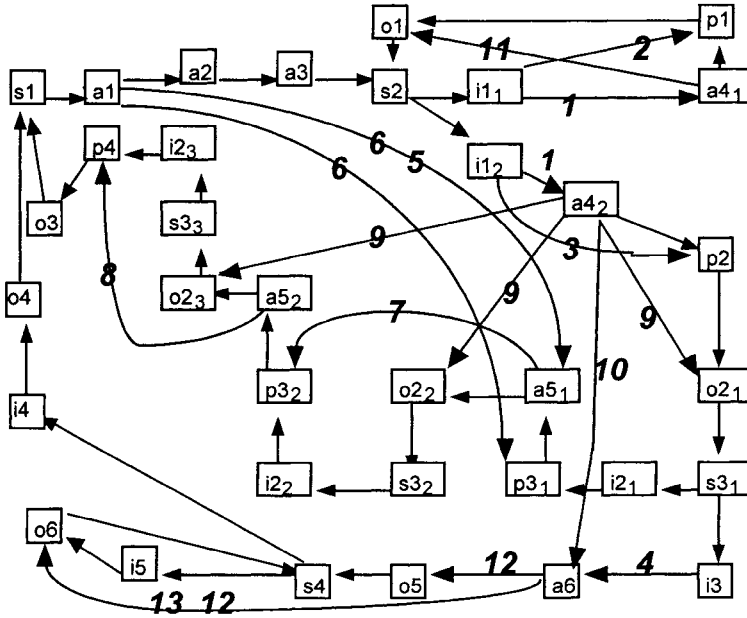 o1 p1
11 2
a2 a3
s1 a1 s2 i1₁ 1 a4₁
6 5 6
p4 i2₃ i1₂ 1
a4₂
o3 s3₃ 9 3 p2
8 o2₃ a5₂ 9 9
o4 7 10
i4 p3₂ o2₂ a5₁ o2₁
i2₂ s3₂ p3₁ i2₁ s3₁
o6 i5 s4 o5 12 a6 4 i3
13 12